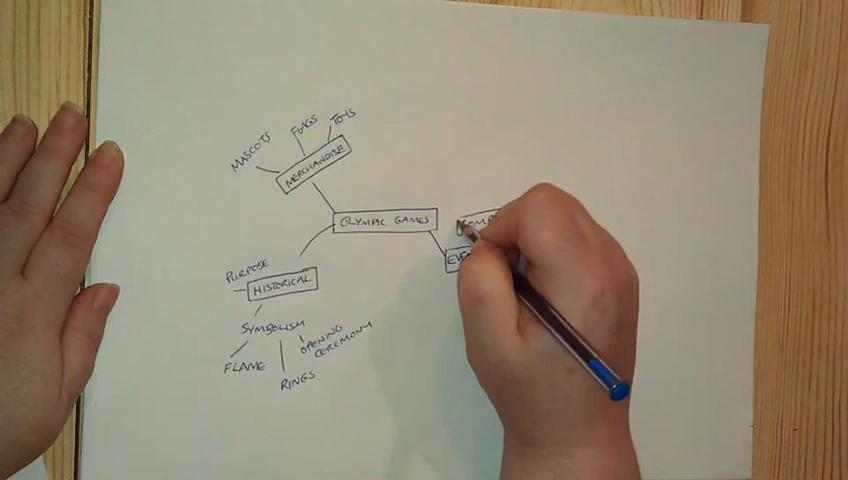 MASCOTS
FLAGS
TOYS
MERCHANDISE
OLYMPIC GAMES
PURPOSE
HISTORICAL
SYMBOLISM
OPENING
CEREMONY
FLAME
RINGS